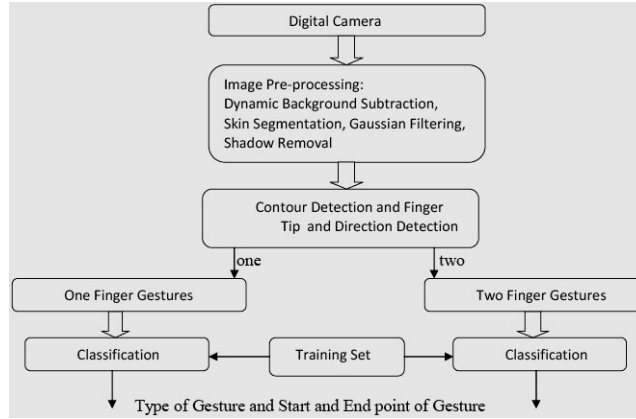 Digital Camera
Image Pre-processing:
Dynamic Background Subtraction,
Skin Segmentation, Gaussian Filtering,
Shadow Removal
Contour Detection and Finger
Tip and Direction Detection
one
two
One Finger Gestures
Two Finger Gestures
Classification
Training Set
Classification
Type of Gesture and Start and End point of Gesture